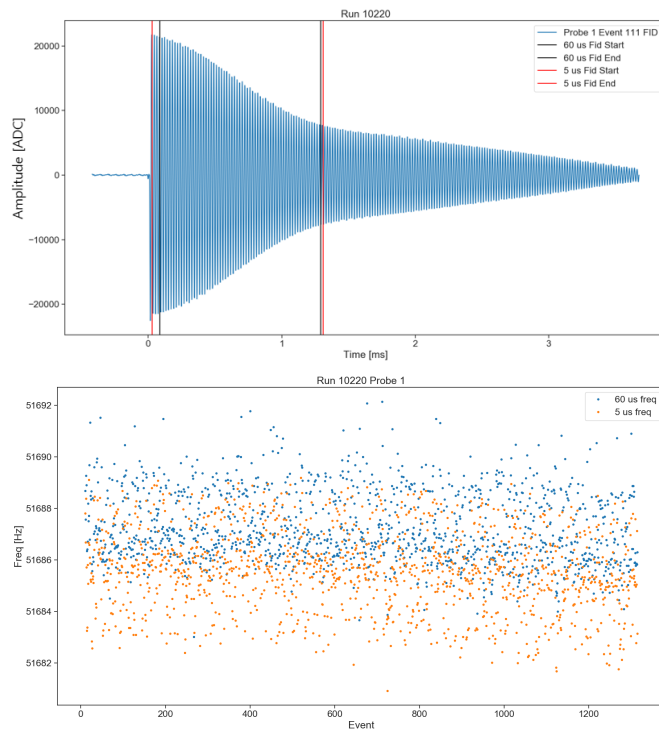 Run 10220
Amplitude [ADC]
20000
10000
0
−10000
−20000
Probe 1 Event 111 FID
60 us Fid Start
60 us Fid End
5 us Fid Start
5 us Fid End
0 1 2 3
Time [ms]
Run 10220 Probe 1
Freq [Hz]
51692
51690
51688
51686
51684
51682
60 us freq
5 us freq
0 200 400 600 800 1000 1200
Event